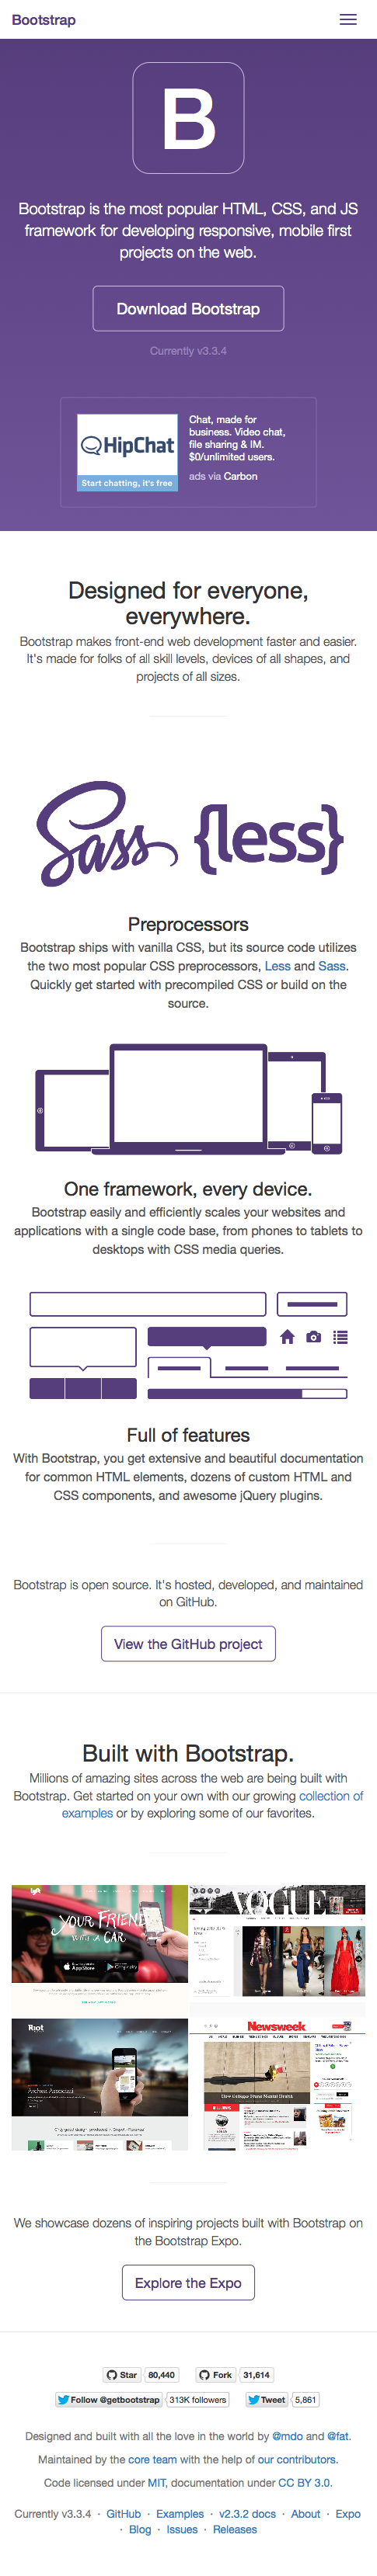 Bootstrap
B
Bootstrap is the most popular HTML, CSS, and JS
framework for developing responsive, mobile first
projects on the web.
Download Bootstrap
Currently v3.3.4
HipChat
Start chatting, it's free
Chat, made for
business. Video chat,
file sharing & IM.
$0/unlimited users.
ads via Carbon
Designed for everyone,
everywhere.
Bootstrap makes front-end web development faster and easier.
It's made for folks of all skill levels, devices of all shapes, and
projects of all sizes.
Sass {less}
Preprocessors
Bootstrap ships with vanilla CSS, but its source code utilizes
the two most popular CSS preprocessors, Less and Sass.
Quickly get started with precompiled CSS or build on the
source.
One framework, every device.
Bootstrap easily and efficiently scales your websites and
applications with a single code base, from phones to tablets to
desktops with CSS media queries.
Full of features
With Bootstrap, you get extensive and beautiful documentation
for common HTML elements, dozens of custom HTML and
CSS components, and awesome jQuery plugins.
Bootstrap is open source. It's hosted, developed, and maintained
on GitHub.
View the GitHub project
Built with Bootstrap.
Millions of amazing sites across the web are being built with
Bootstrap. Get started on your own with our growing collection of
examples or by exploring some of our favorites.
lyft
YOUR FRIEND
WITH A CAR
App Store
VOGUE
Riot
Newsweek
We showcase dozens of inspiring projects built with Bootstrap on
the Bootstrap Expo.
Explore the Expo
Star 80,440 Fork 31,614
Follow @getbootstrap 313K followers Tweet 5,861
Designed and built with all the love in the world by @mdo and @fat.
Maintained by the core team with the help of our contributors.
Code licensed under MIT, documentation under CC BY 3.0.
Currently v3.3.4 · GitHub · Examples · v2.3.2 docs · About · Expo
· Blog · Issues · Releases